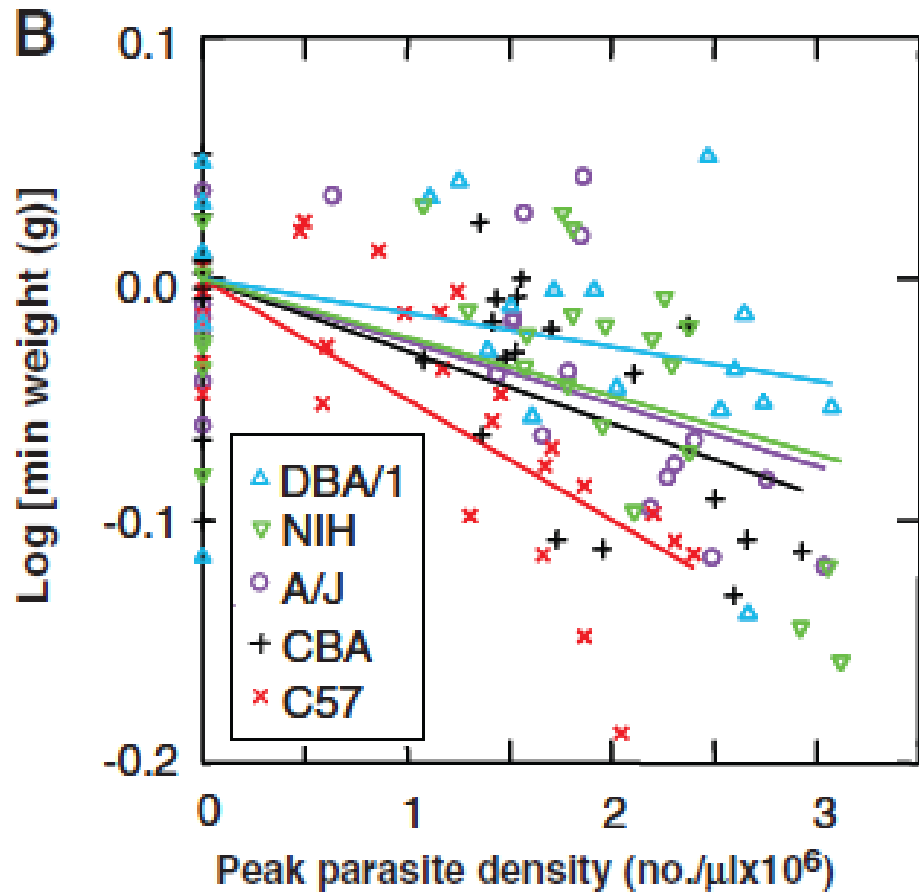 B
0.1
0.0
-0.1
-0.2
Log [min weight (g)]
DBA/1
NIH
A/J
CBA
C57
0 1 2 3
Peak parasite density (no./μl×10⁶)